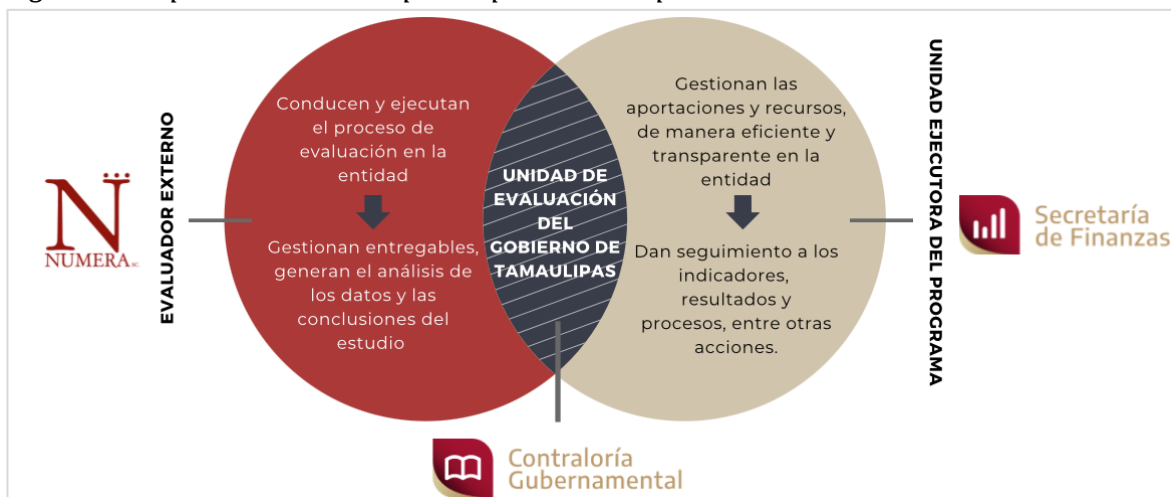 EVALUADOR EXTERNO
NUMERA
Conducen y ejecutan
el proceso de
evaluación en la
entidad
Gestionan entregables,
generan el análisis de
los datos y las
conclusiones del
estudio
UNIDAD DE
EVALUACIÓN
DEL
GOBIERNO DE
TAMAULIPAS
Gestionan las
aportaciones y recursos,
de manera eficiente y
transparente en la
entidad
Dan seguimiento a los
indicadores,
resultados y
procesos, entre otras
acciones.
UNIDAD EJECUTORA DEL PROGRAMA
Secretaría
de Finanzas
Contraloría
Gubernamental